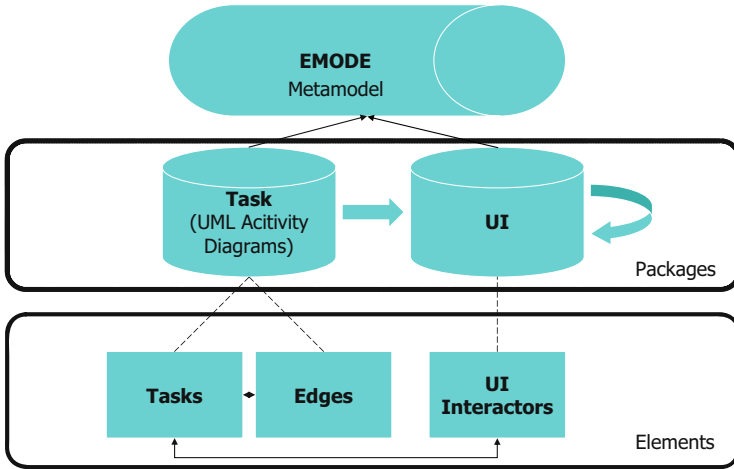 EMODE
Metamodel
Task
(UML Acitivity
Diagrams)
UI
Packages
Tasks
Edges
UI
Interactors
Elements